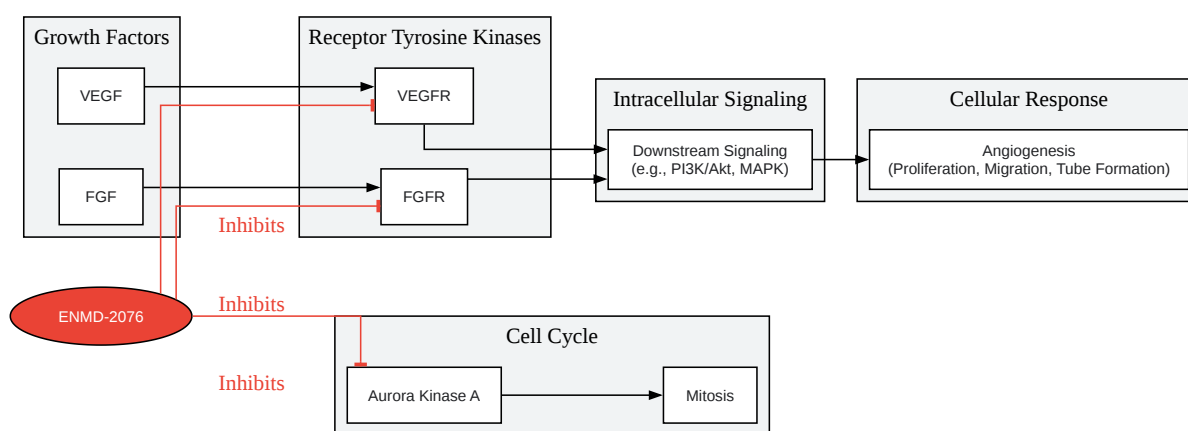 Growth Factors
Receptor Tyrosine Kinases
VEGF
VEGFR
Intracellular Signaling
Cellular Response
Downstream Signaling
(e.g., PI3K/Akt, MAPK)
Angiogenesis
(Proliferation, Migration, Tube Formation)
FGF
FGFR
Inhibits
Inhibits
ENMD-2076
Cell Cycle
Inhibits
Aurora Kinase A
Mitosis